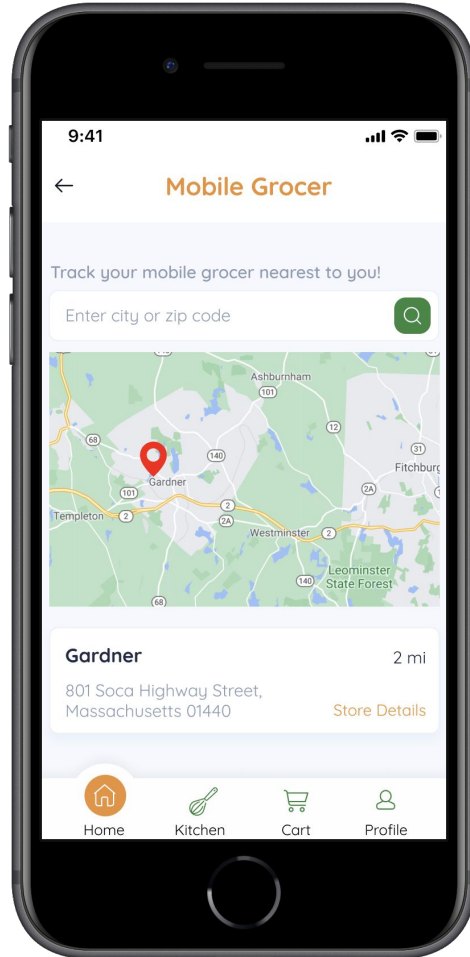 9:41
Mobile Grocer
Track your mobile grocer nearest to you!
Enter city or zip code
Ashburnham
101
12
68
140
31
Fitchburg
Gardner
2A
101
2
Templeton
2
2A
Westminster
2
Leominster
State Forest
140
68
Gardner
2 mi
801 Soca Highway Street,
Massachusetts 01440
Store Details
Home
Kitchen
Cart
Profile